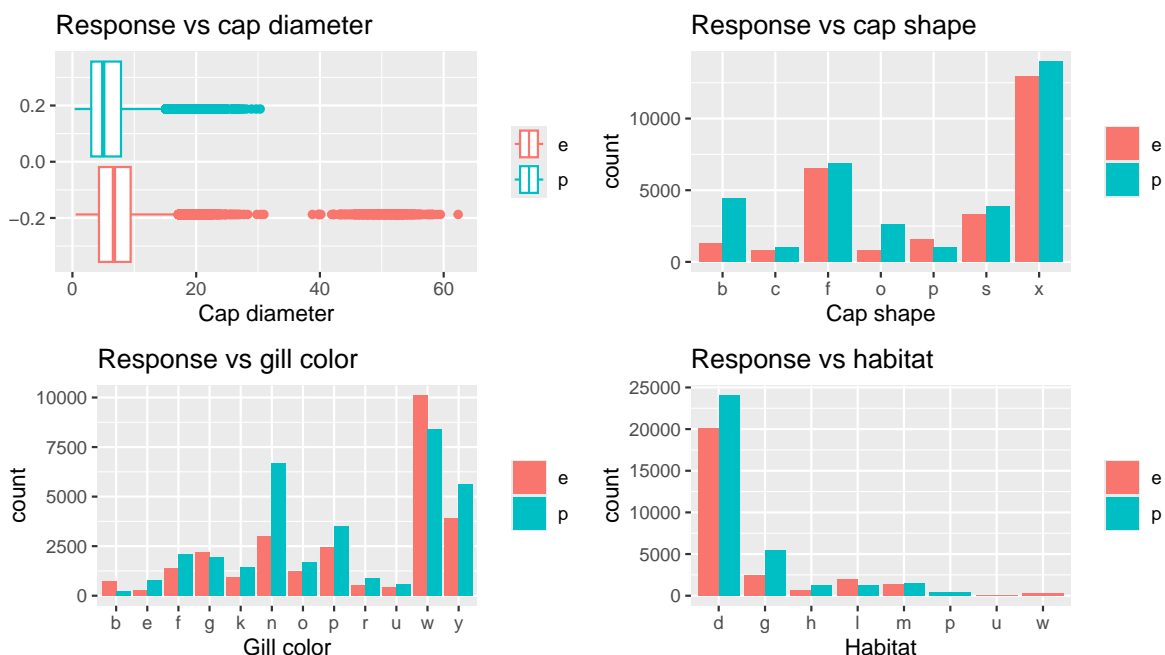 Response vs cap diameter
0.2
0.0
−0.2
0
20
40
60
Cap diameter
e
p
Response vs cap shape
10000
5000
0
count
b
c
f
o
p
s
x
Cap shape
e
p
Response vs gill color
10000
7500
5000
2500
0
count
b
e
f
g
k
n
o
p
r
u
w
y
Gill color
e
p
Response vs habitat
25000
20000
15000
10000
5000
0
count
d
g
h
l
m
p
u
w
Habitat
e
p